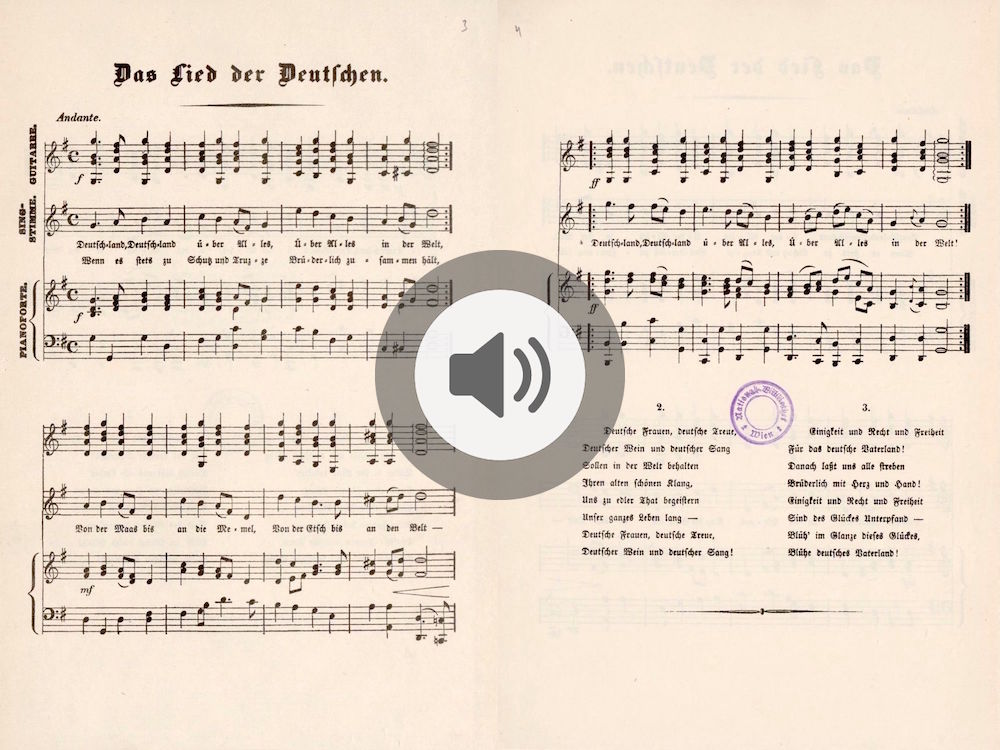 3
4
Das Lied der Deutschen.
Andante.
GUITARRE.
f
SING-
STIMME.
Deutsch-land,Deutsch-land ü-ber Al-les, Ü-ber Al-les in der Welt,
Wenn es stets zu Schutz und Trutz-e Brü-der-lich zu-sam-men hält,
PIANOFORTE.
f
Von der Maas bis an die Me-mel, Von der Etsch bis an den Belt —
mf
ff
Deutsch-land,Deutsch-land ü-ber Al-les, Ü-ber Al-les in der Welt!
ff
2.
Deutsche Frauen, deutsche Treue,
Deutscher Wein und deutscher Sang
Sollen in der Welt behalten
Ihren alten schönen Klang,
Uns zu edler That begeistern
Unser ganzes Leben lang —
Deutsche Frauen, deutsche Treue,
Deutscher Wein und deutscher Sang!
3.
Einigkeit und Recht und Freiheit
Für das deutsche Vaterland!
Danach laßt uns alle streben
Brüderlich mit Herz und Hand!
Einigkeit und Recht und Freiheit
Sind des Glückes Unterpfand —
Blüh' im Glanze dieses Glückes,
Blühe deutsches Vaterland!
National-Bibliothek
Wien